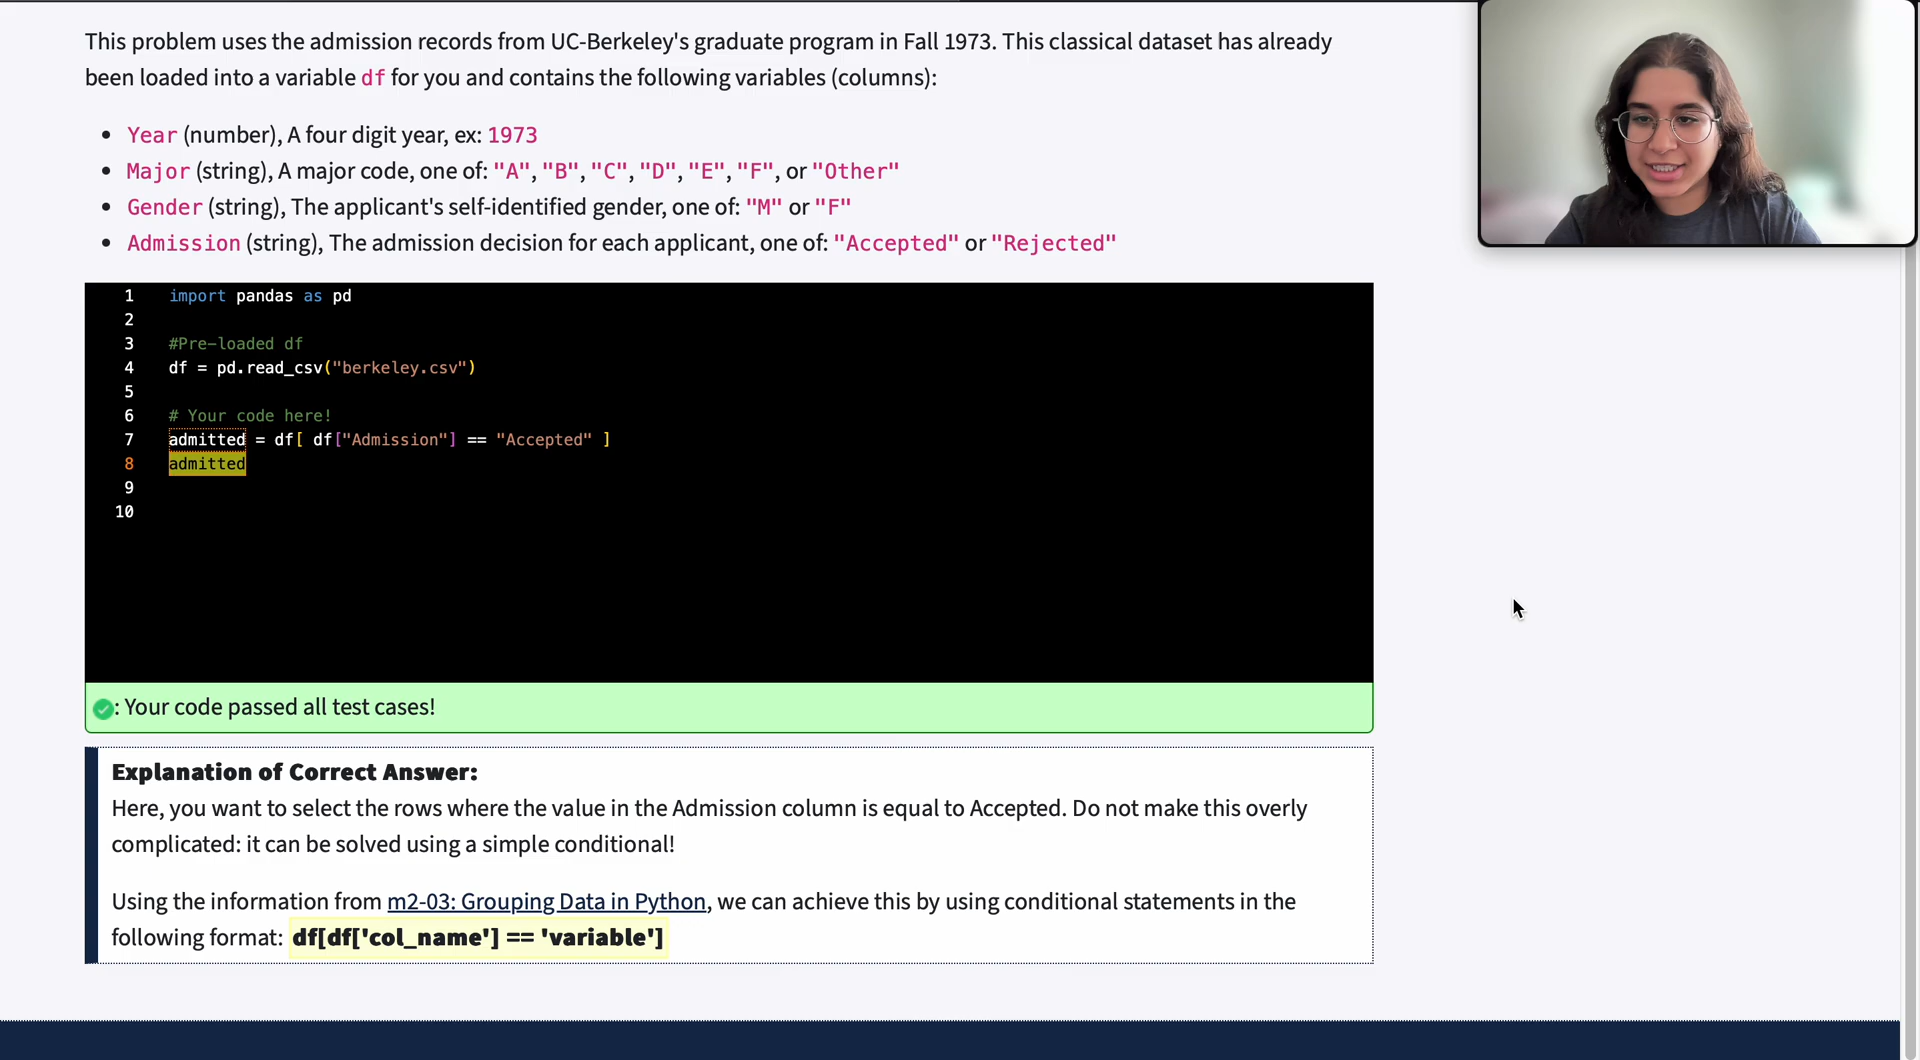 This problem uses the admission records from UC-Berkeley's graduate program in Fall 1973. This classical dataset has already
been loaded into a variable df for you and contains the following variables (columns):
• Year (number), A four digit year, ex: 1973
• Major (string), A major code, one of: "A", "B", "C", "D", "E", "F", or "Other"
• Gender (string), The applicant's self-identified gender, one of: "M" or "F"
• Admission (string), The admission decision for each applicant, one of: "Accepted" or "Rejected"
1 import pandas as pd
2
3 #Pre-loaded df
4 df = pd.read_csv("berkeley.csv")
5
6 # Your code here!
7 admitted = df[ df["Admission"] == "Accepted" ]
8 admitted
9
10
: Your code passed all test cases!
Explanation of Correct Answer:
Here, you want to select the rows where the value in the Admission column is equal to Accepted. Do not make this overly
complicated: it can be solved using a simple conditional!
Using the information from m2-03: Grouping Data in Python, we can achieve this by using conditional statements in the
following format: df[df['col_name'] == 'variable']